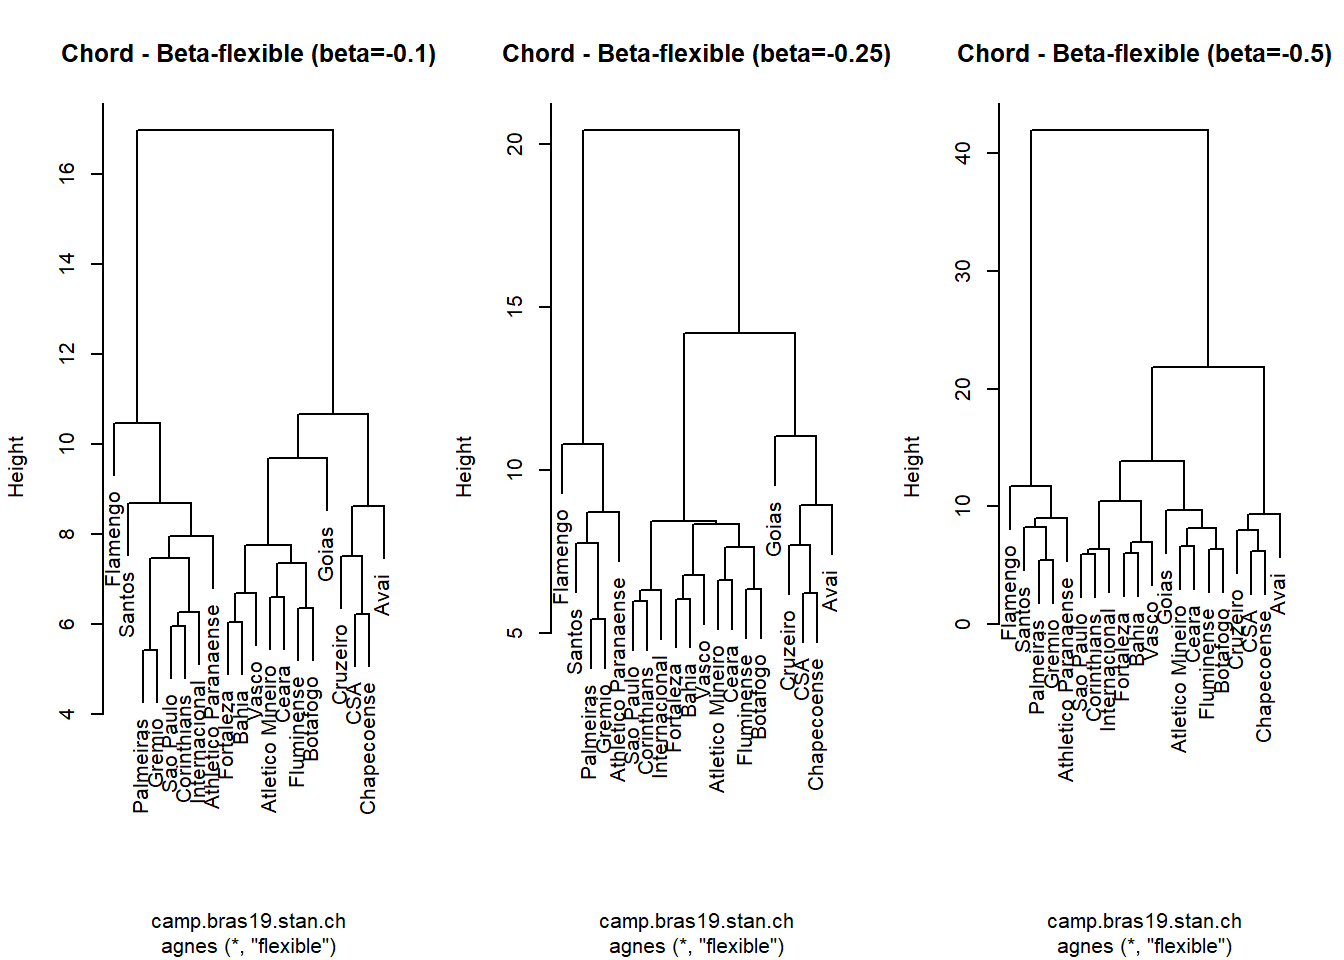 Chord - Beta-flexible (beta=-0.1)
Height
16
14
12
10
8
6
4
Flamengo
Santos
Palmeiras
Gremio
Sao Paulo
Corinthians
Internacional
Athletico Paranaense
Fortaleza
Bahia
Vasco
Atletico Mineiro
Ceara
Fluminense
Botafogo
Goias
Cruzeiro
CSA
Chapecoense
Avai
camp.bras19.stan.ch
agnes (*, "flexible")
Chord - Beta-flexible (beta=-0.25)
Height
20
15
10
5
Flamengo
Santos
Palmeiras
Gremio
Athletico Paranaense
Sao Paulo
Corinthians
Internacional
Fortaleza
Bahia
Vasco
Atletico Mineiro
Ceara
Fluminense
Botafogo
Goias
Cruzeiro
CSA
Chapecoense
Avai
camp.bras19.stan.ch
agnes (*, "flexible")
Chord - Beta-flexible (beta=-0.5)
Height
40
30
20
10
0
Flamengo
Santos
Palmeiras
Gremio
Athletico Paranaense
Sao Paulo
Corinthians
Internacional
Fortaleza
Bahia
Vasco
Goias
Atletico Mineiro
Ceara
Fluminense
Botafogo
Cruzeiro
CSA
Chapecoense
Avai
camp.bras19.stan.ch
agnes (*, "flexible")